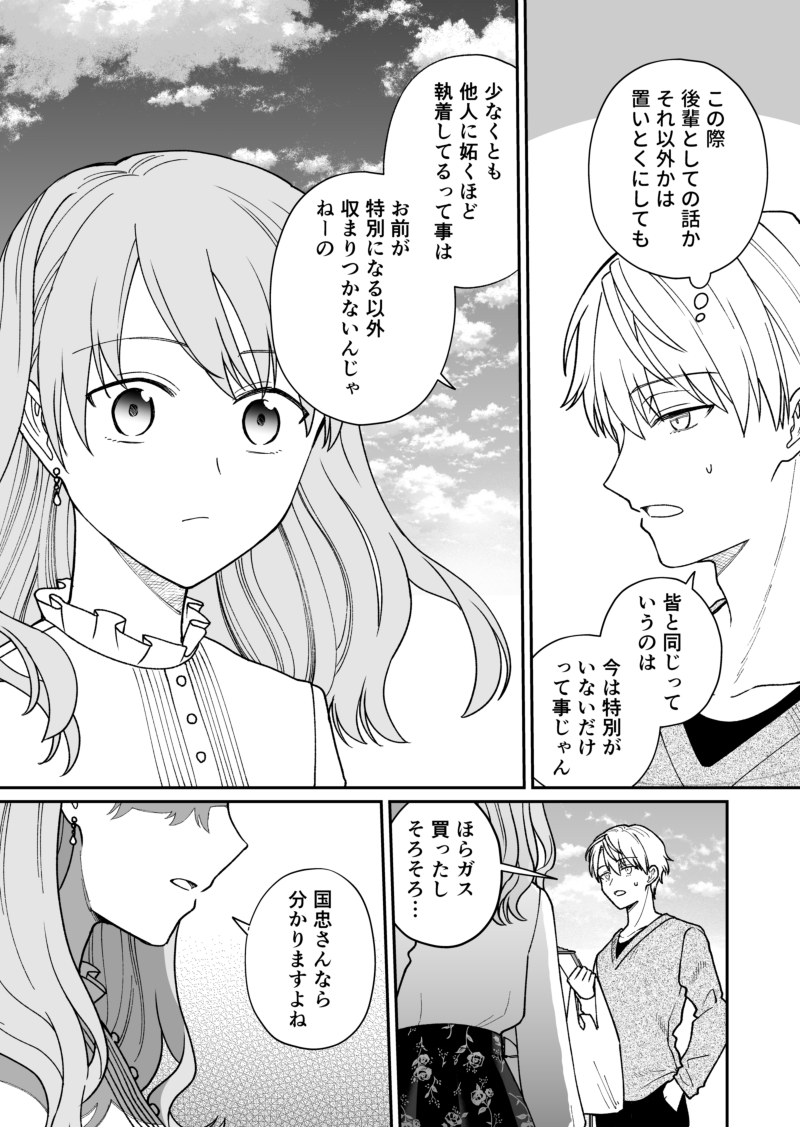 この際
後輩としての話か
それ以外かは
置いとくにしても
皆と同じって
いうのは
今は特別が
いないだけ
って事じゃん
少なくとも
他人に妬くほど
執着してるって事は
お前が
特別になる以外
収まりつかないんじゃ
ねーの
ほらガス
買ったし
そろそろ…
国忠さんなら
分かりますよね